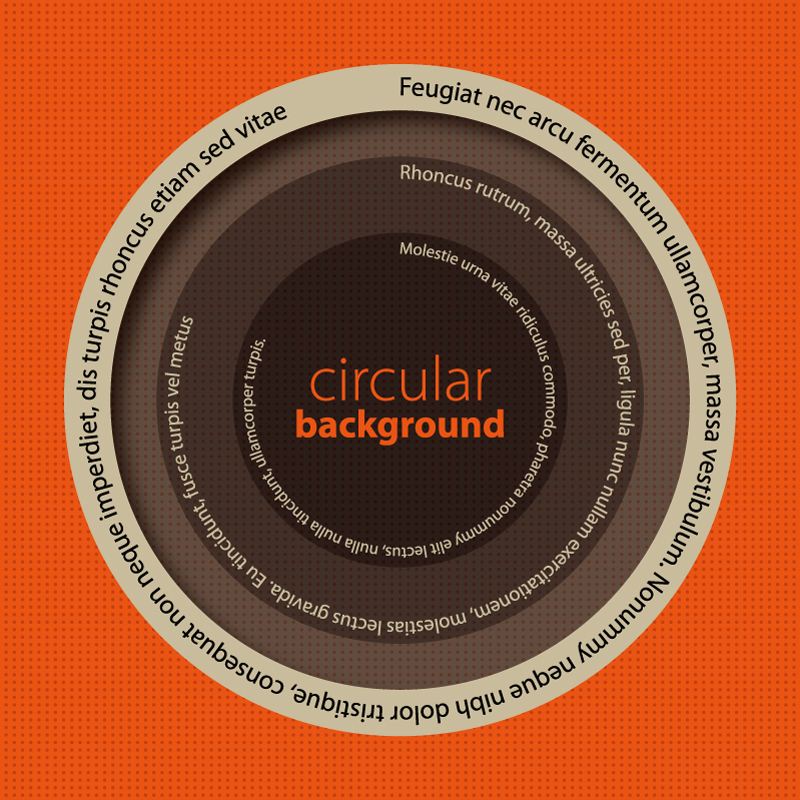 Feugiat nec arcu fermentum ullamcorper, massa vestibulum. Nonummy neque nibh dolor tristique, consequat non neque imperdiet, dis turpis rhoncus etiam sed vitae
Rhoncus rutrum, massa ultricies sed per, ligula nunc nullam exercitationem, molestias lectus gravida. Eu tincidunt, fusce turpis vel metus
Molestie urna vitae ridiculus commodo, pharetra nonummy elit lectus, nulla nulla tincidunt, ullamcorper turpis.
circular
background